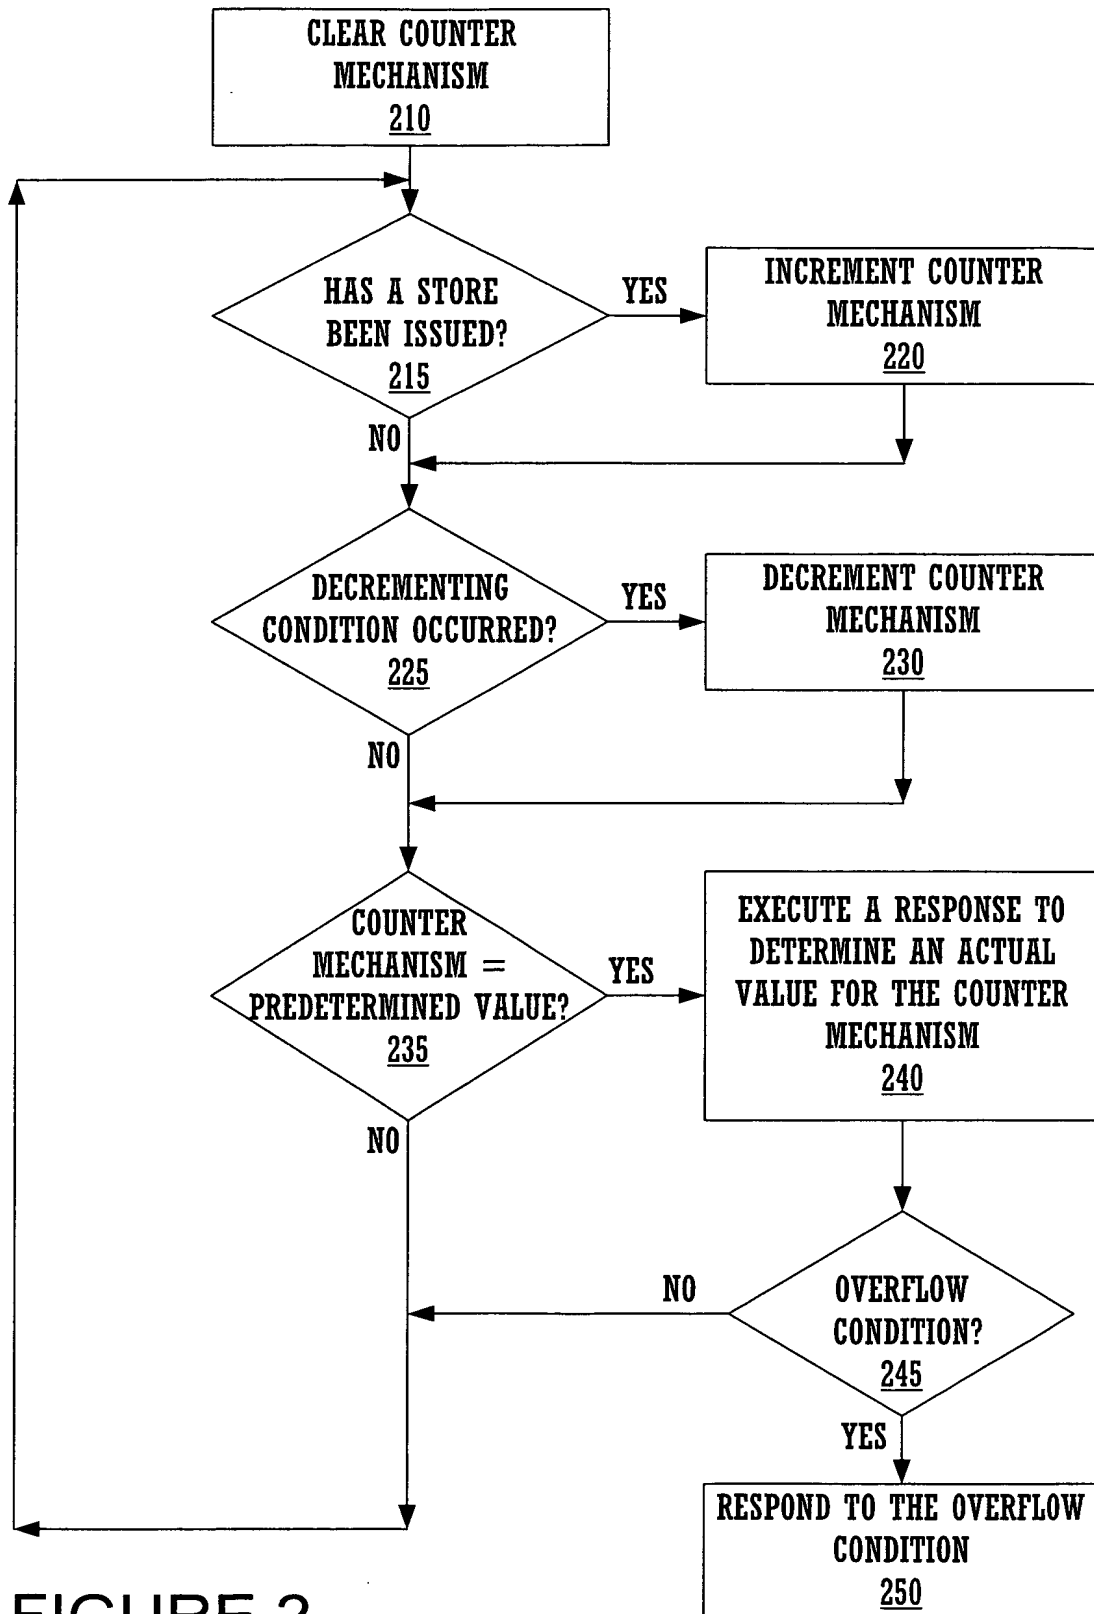 CLEAR COUNTER
MECHANISM
210
HAS A STORE
BEEN ISSUED?
215
YES
INCREMENT COUNTER
MECHANISM
220
NO
DECREMENTING
CONDITION OCCURRED?
225
YES
DECREMENT COUNTER
MECHANISM
230
NO
COUNTER
MECHANISM =
PREDETERMINED VALUE?
235
YES
EXECUTE A RESPONSE TO
DETERMINE AN ACTUAL
VALUE FOR THE COUNTER
MECHANISM
240
NO
OVERFLOW
CONDITION?
245
NO
YES
RESPOND TO THE OVERFLOW
CONDITION
250
FIGURE 2